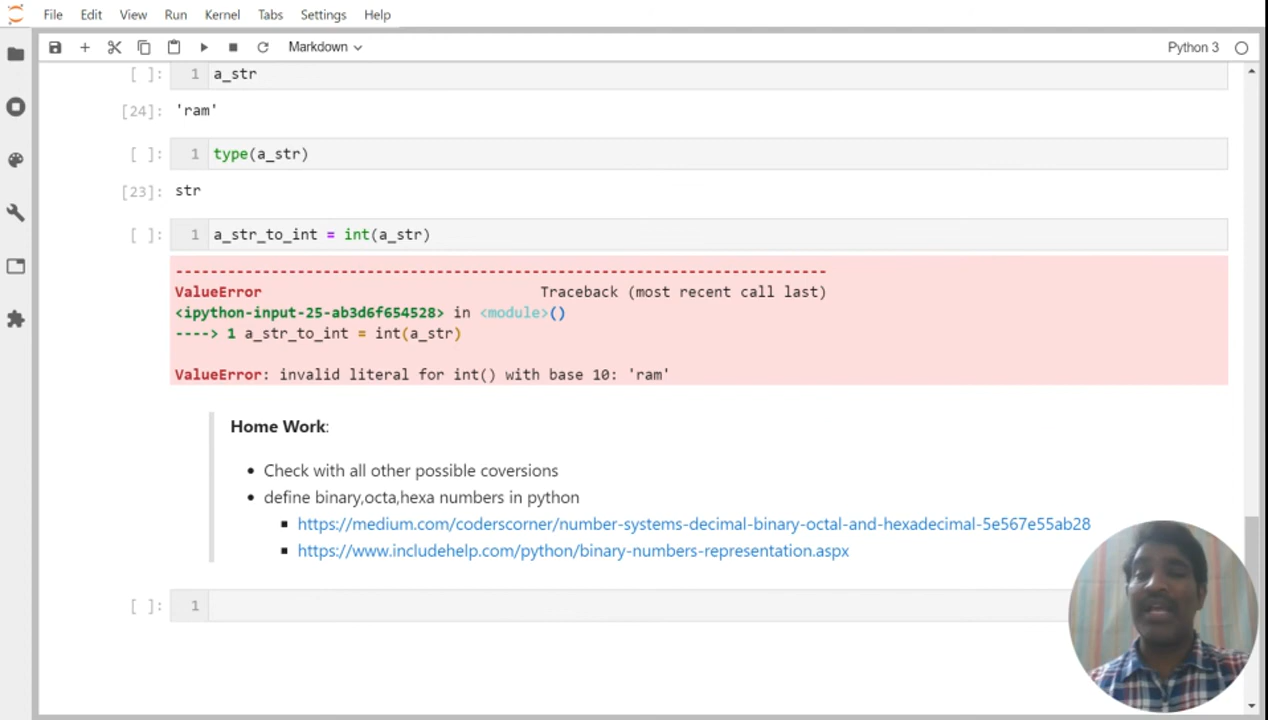 File Edit View Run Kernel Tabs Settings Help
Markdown
Python 3
[ ]: 1 a_str
[24]: 'ram'
[ ]: 1 type(a_str)
[23]: str
[ ]: 1 a_str_to_int = int(a_str)
---------------------------------------------------------------------------
ValueError Traceback (most recent call last)
<ipython-input-25-ab3d6f654528> in <module>()
----> 1 a_str_to_int = int(a_str)
ValueError: invalid literal for int() with base 10: 'ram'
Home Work:
• Check with all other possible coversions
• define binary,octa,hexa numbers in python
▪ https://medium.com/coderscorner/number-systems-decimal-binary-octal-and-hexadecimal-5e567e55ab28
▪ https://www.includehelp.com/python/binary-numbers-representation.aspx
[ ]: 1